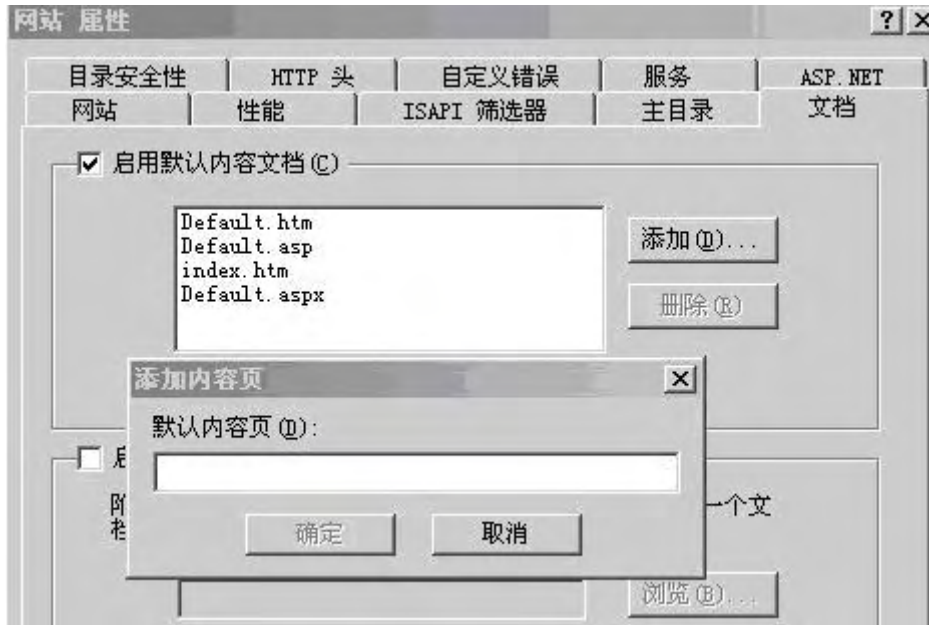 网站 属性
目录安全性 HTTP 头 自定义错误 服务 ASP.NET
网站 性能 ISAPI 筛选器 主目录 文档
启用默认内容文档(C)
Default.htm
Default.asp
index.htm
Default.aspx
添加(D)...
删除(R)
添加内容页
默认内容页(D):
确定 取消
启
一个文
档
浏览(B)...